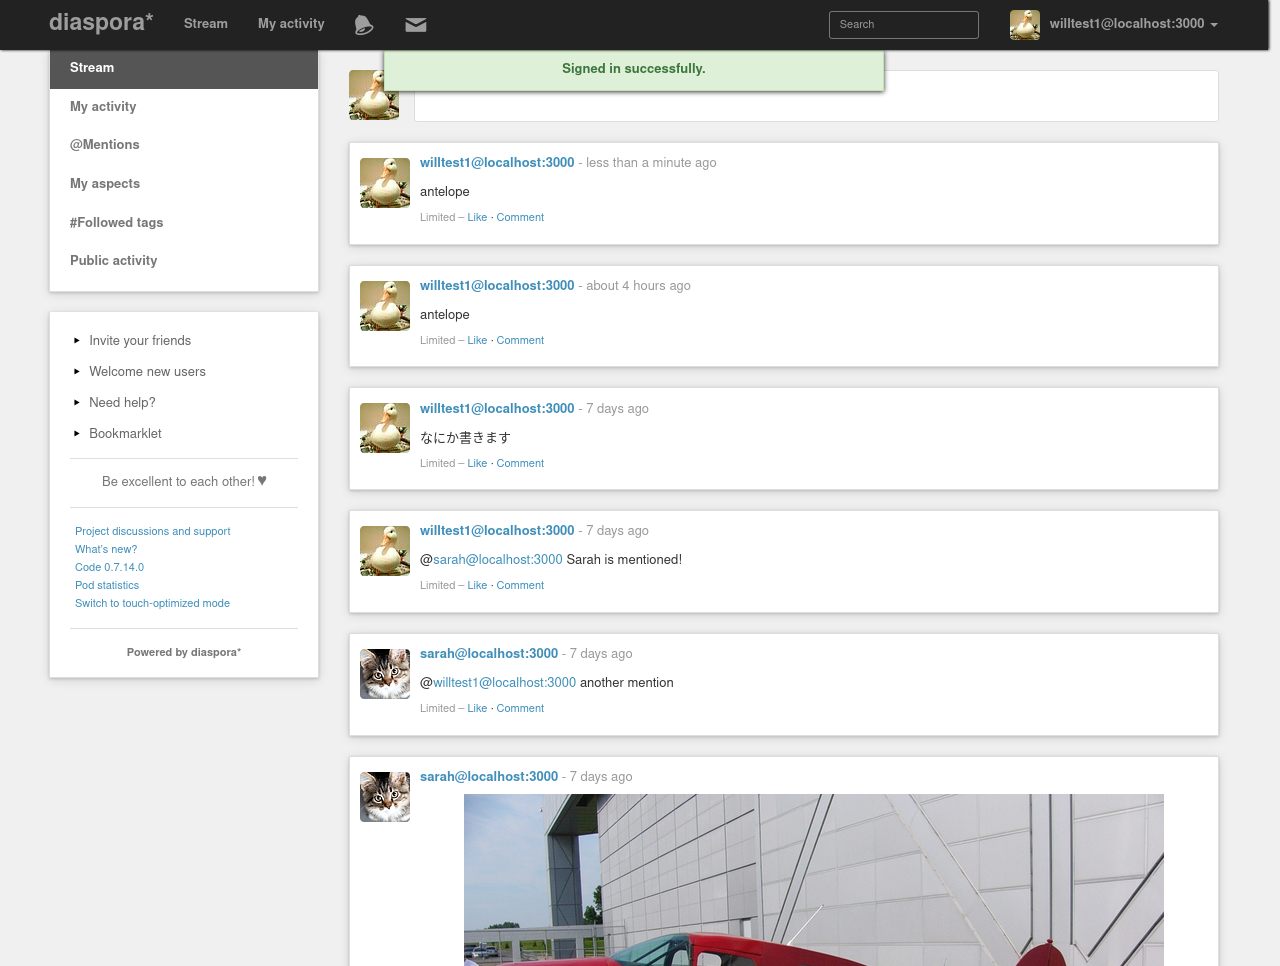 diaspora* Stream My activity Search willtest1@localhost:3000
Signed in successfully.
Stream
My activity
@Mentions
My aspects
#Followed tags
Public activity
Invite your friends
Welcome new users
Need help?
Bookmarklet
Be excellent to each other! ♥
Project discussions and support
What's new?
Code 0.7.14.0
Pod statistics
Switch to touch-optimized mode
Powered by diaspora*
willtest1@localhost:3000 - less than a minute ago
antelope
Limited – Like · Comment
willtest1@localhost:3000 - about 4 hours ago
antelope
Limited – Like · Comment
willtest1@localhost:3000 - 7 days ago
なにか書きます
Limited – Like · Comment
willtest1@localhost:3000 - 7 days ago
@sarah@localhost:3000 Sarah is mentioned!
Limited – Like · Comment
sarah@localhost:3000 - 7 days ago
@willtest1@localhost:3000 another mention
Limited – Like · Comment
sarah@localhost:3000 - 7 days ago